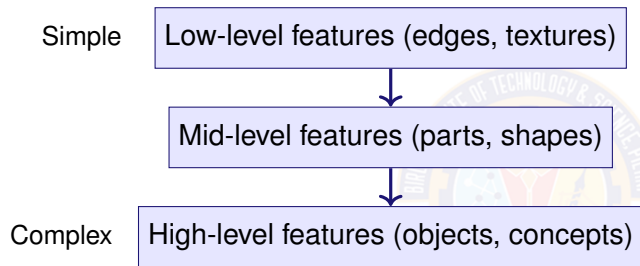 Simple Low-level features (edges, textures)
Mid-level features (parts, shapes)
Complex High-level features (objects, concepts)